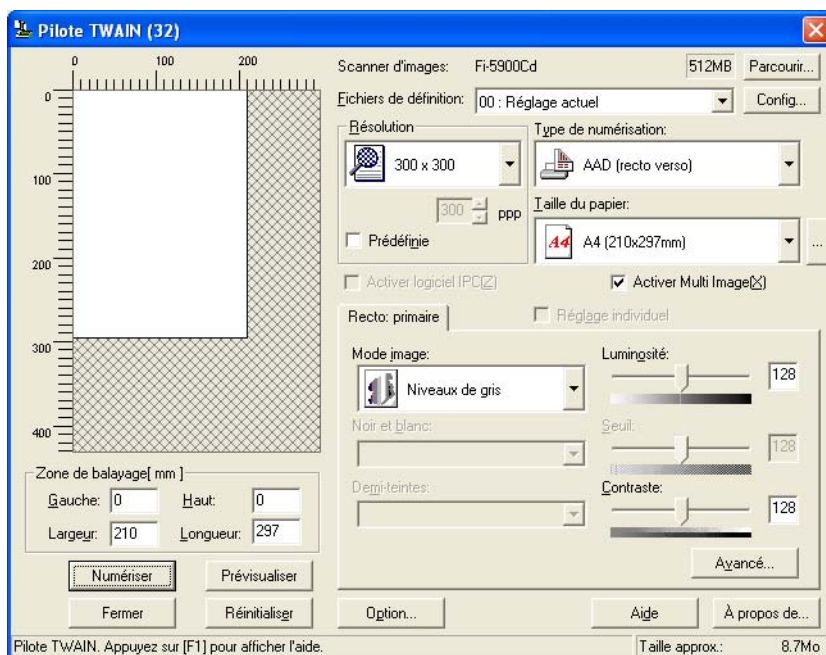 Pilote TWAIN (32)
0 100 200
0
100
200
300
400
Scanner d'images: Fi-5900Cd 512MB Parcourir...
Fichiers de définition: 00 : Réglage actuel Config...
Résolution
300 x 300
300 ppp
Prédéfinie
Type de numérisation:
AAD (recto verso)
Taille du papier:
A4 A4 (210x297mm) ...
Activer logiciel IPC(Z) Activer Multi Image(X)
Recto: primaire Réglage individuel
Mode image:
Niveaux de gris
Noir et blanc:
Demi-teintes:
Luminosité:
128
Seuil:
128
Contraste:
128
Avancé...
Zone de balayage[ mm ]
Gauche: 0 Haut: 0
Largeur: 210 Longueur: 297
Numériser Prévisualiser
Fermer Réinitialiser Option... Aide À propos de...
Pilote TWAIN. Appuyez sur [F1] pour afficher l'aide. Taille approx.: 8.7Mo